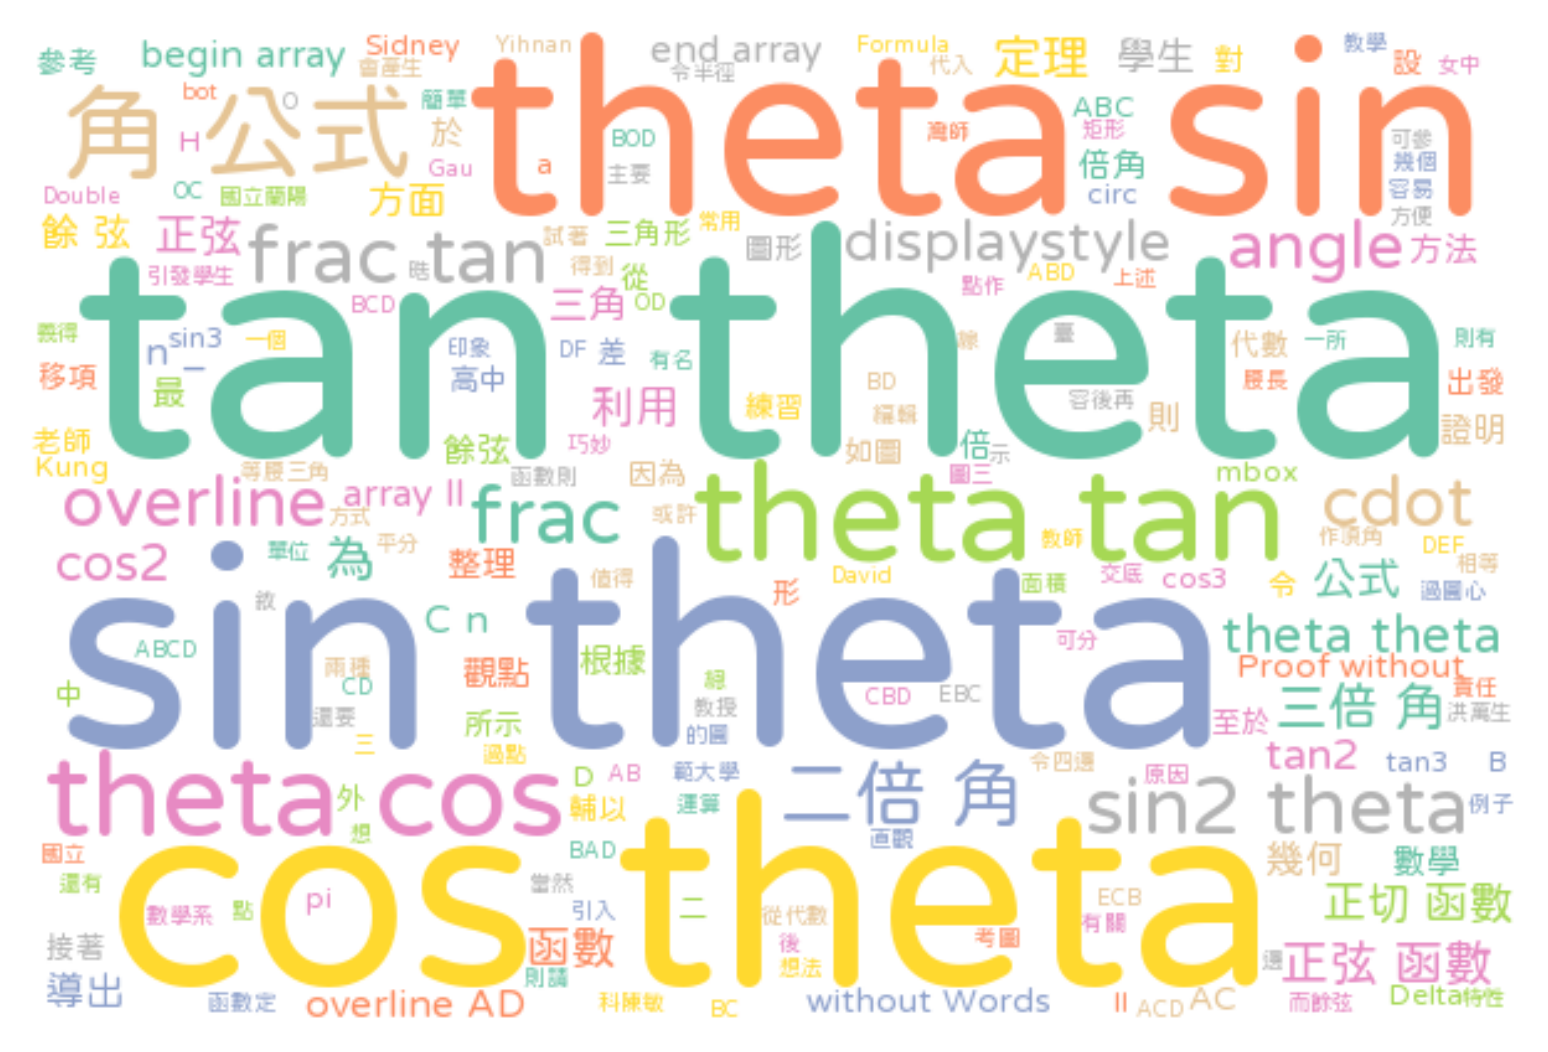 參考 begin array Sidney Yihnan end array Formula 定理 學生 對 教學 設 女中
會產生 令半徑 代入
角 公式 bot O 簡單 theta sin ABC 可參
H 於 BOD 灣師 矩形 幾個
Gau a 主要 倍角 容易
Double OC 國立蘭陽 方面 circ 方便
餘 弦 正弦 frac tan 試著 三角形 常用 圖形 displaystyle angle 方法
引發學生 晧 得到 從 點作 ABD 上述
BCD 三角 OD
義得 n_ sin3 一個 tan theta 印象 DF 差 有名 臺 代數 一所 則有
移項 最 高中 利用 練習 BD 容後再 則 腰長 出發
編輯 證明
老師 餘弦 巧妙 如圖 倍 示
Kung 等腰三角 函數則 因為 圖三 mbox
overline array ll frac 或許 theta tan cdot
方式 平分 教師 作頂角 DEF
cos2 單位 為 整理 值得 形 David 面積 交底 cos3 令 公式 相等 過圓心
敘
ABCD sin theta C n 可分 theta theta
兩種 觀點 根據 Proof without
中 CD 綠 CBD EBC 三倍 角 責任
還要 所示 教授 至於 洪萬生
三 過點 的圓 tan2
theta cos D AB 範大學 二倍 角 令四邊 原因 tan3 B
外 輔以 運算 sin2 theta 例子
想 直觀
國立 BAD 幾何 數學
還有 cos theta 當然 ECB 正切 函數
數學系 點 pi 引入 二 從代數 有關
接著 函數 後 考圖 邊 正弦 函數
則請 想法
導出 函數定 overline AD 科陳敏 BC without Words ll ACD AC 而餘弦 Delta 特性